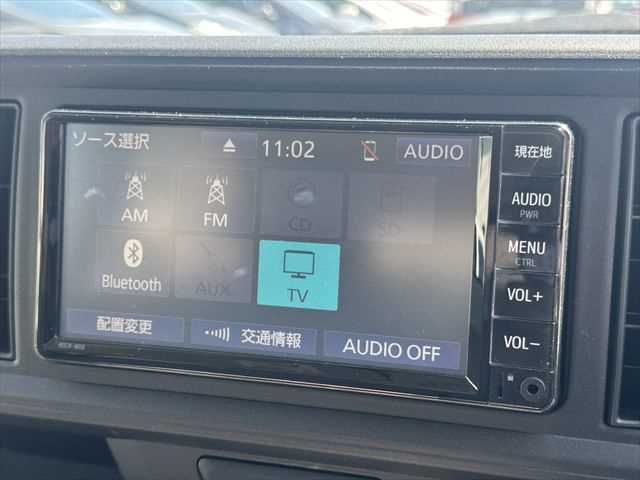 ソース選択 11:02 AUDIO
AM FM CD SD
Bluetooth AUX TV
配置変更 交通情報 AUDIO OFF
現在地
AUDIO
PWR
MENU
CTRL
VOL+
VOL−